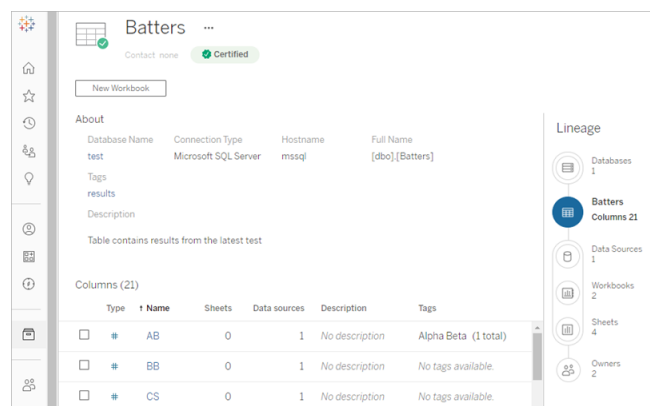 Batters ...
Contact none Certified
New Workbook
About
Database Name Connection Type Hostname Full Name
test Microsoft SQL Server mssql [dbo].[Batters]
Tags
results
Description
Table contains results from the latest test
Columns (21)
Type ↑ Name Sheets Data sources Description Tags
# AB 0 1 No description Alpha Beta (1 total)
# BB 0 1 No description No tags available.
# CS 0 1 No description No tags available.
Lineage
Databases
1
Batters
Columns 21
Data Sources
1
Workbooks
2
Sheets
4
Owners
2